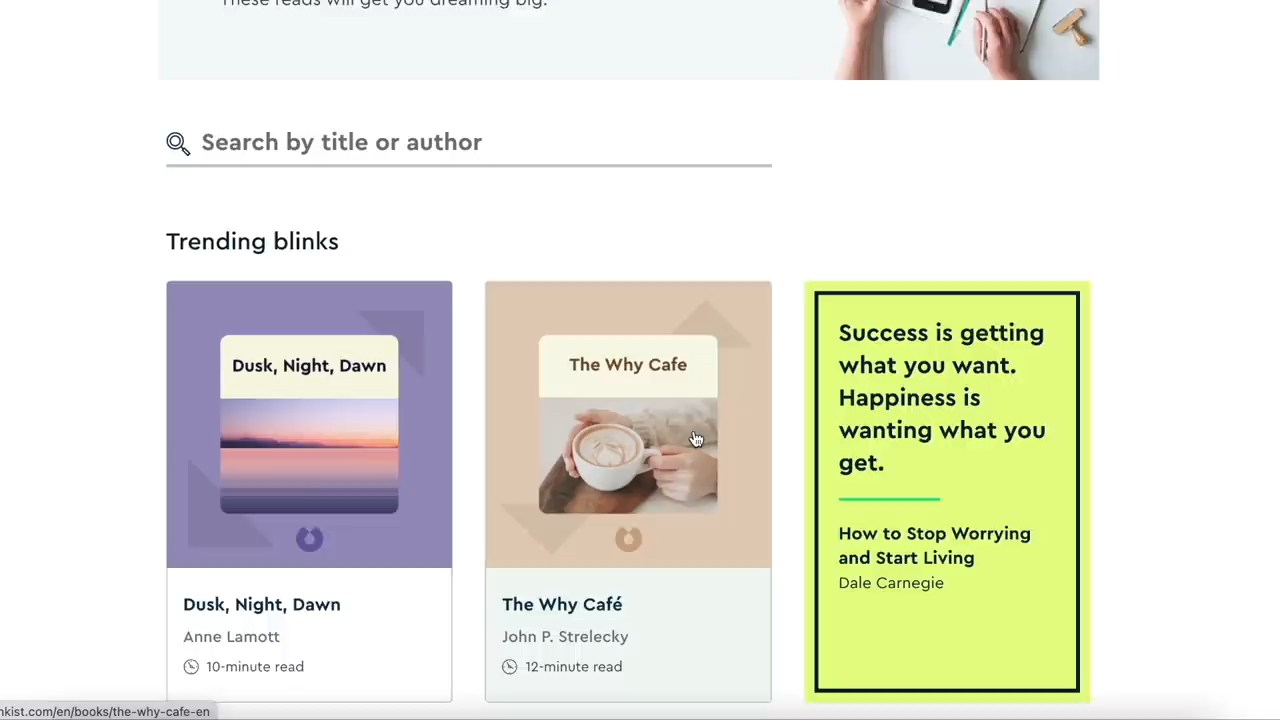 These reads will get you dreaming big.
Search by title or author
Trending blinks
Dusk, Night, Dawn
The Why Cafe
Success is getting
what you want.
Happiness is
wanting what you
get.
How to Stop Worrying
and Start Living
Dale Carnegie
Dusk, Night, Dawn
Anne Lamott
10-minute read
The Why Café
John P. Strelecky
12-minute read
nkist.com/en/books/the-why-cafe-en